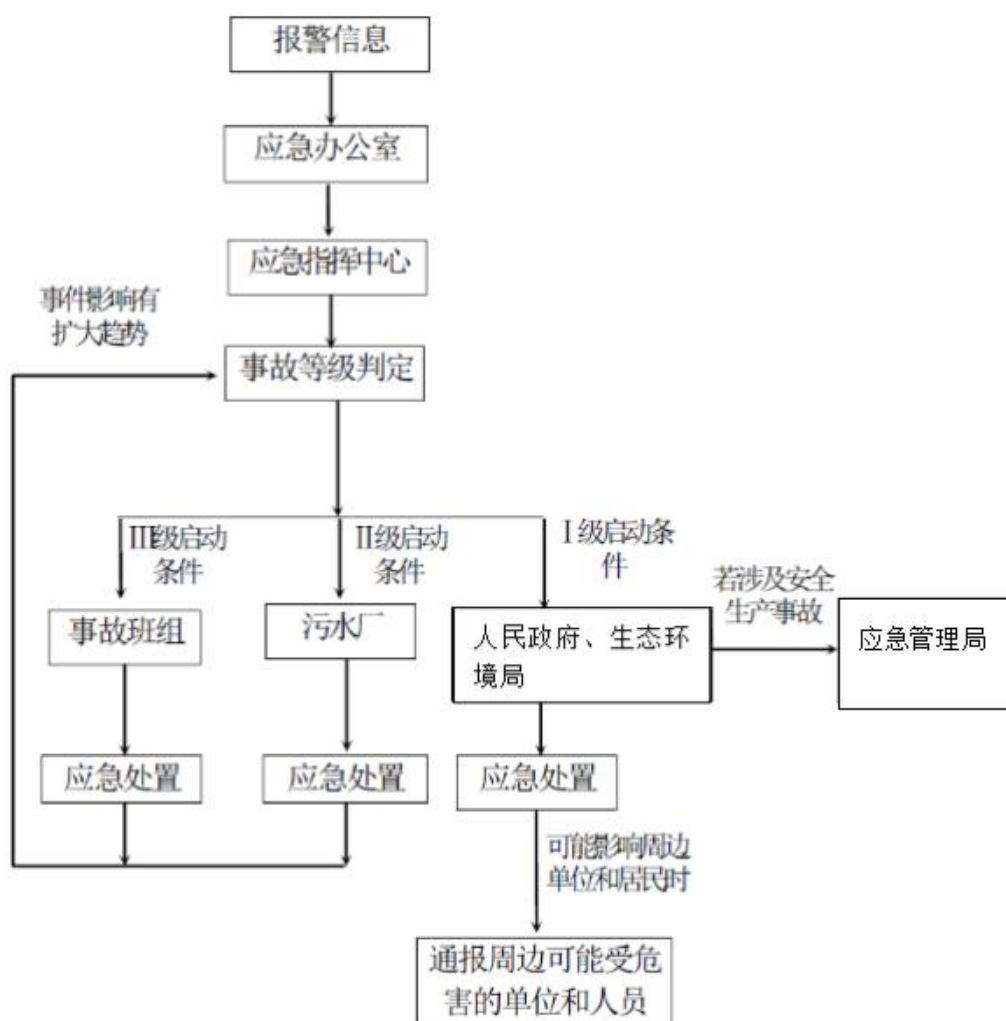 报警信息
应急办公室
应急指挥中心
事件影响有
扩大趋势
事故等级判定
III级启动
条件
II级启动
条件
I级启动条
件
若涉及安全
生产事故
事故班组
污水厂
人民政府、生态环
境局
应急管理局
应急处置
应急处置
应急处置
可能影响周边
单位和居民时
通报周边可能受危
害的单位和人员